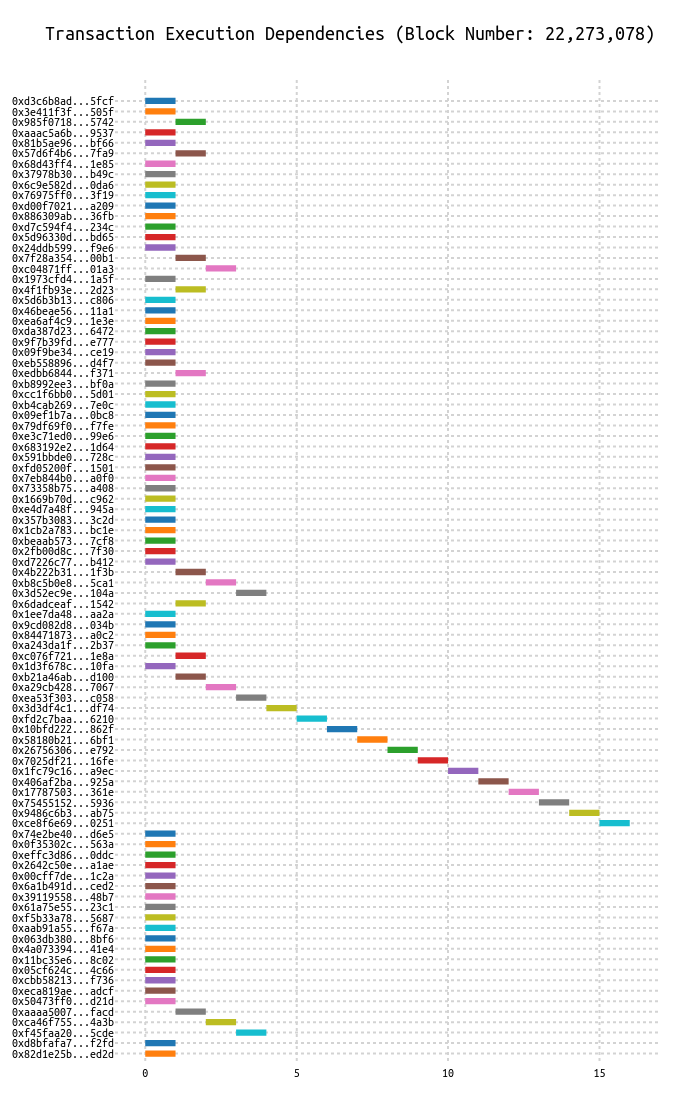 Transaction Execution Dependencies (Block Number: 22,273,078)
0xd3c6b8ad...5fcf
0x3e411f3f...505f
0x985f0718...5742
0xaaac5a6b...9537
0x81b5ae96...bf66
0x57d6f4b6...7fa9
0x68d43ff4...1e85
0x37978b30...b49c
0x6c9e582d...0da6
0x76975ff0...3f19
0xd00f7021...a209
0x886309ab...36fb
0xd7c594f4...234c
0x5d96330d...bd65
0x24ddb599...f9e6
0x7f28a354...00b1
0xc04871ff...01a3
0x1973cfd4...1a5f
0x4f1fb93e...2d23
0x5d6b3b13...c806
0x46beae56...11a1
0xea6af4c9...1e3e
0xda387d23...6472
0x9f7b39fd...e777
0x09f9be34...ce19
0xeb558896...d4f7
0xedbb6844...f371
0xb8992ee3...bf0a
0xcc1f6bb0...5d01
0xb4cab269...7e0c
0x09ef1b7a...0bc8
0x79df69f0...f7fe
0xe3c71ed0...99e6
0x683192e2...1d64
0x591bbde0...728c
0xfd05200f...1501
0x7eb844b0...a0f0
0x73358b75...a408
0x1669b70d...c962
0xe4d7a48f...945a
0x357b3083...3c2d
0x1cb2a783...bc1e
0xbeaab573...7cf8
0x2fb00d8c...7f30
0xd7226c77...b412
0x4b222b31...1f3b
0xb8c5b0e8...5ca1
0x3d52ec9e...104a
0x6dadceaf...1542
0x1ee7da48...aa2a
0x9cd082d8...034b
0x84471873...a0c2
0xa243da1f...2b37
0xc076f721...1e8a
0x1d3f678c...10fa
0xb21a46ab...d100
0xa29cb428...7067
0xea53f303...c058
0x3d3df4c1...df74
0xfd2c7baa...6210
0x10bfd222...862f
0x58180b21...6bf1
0x26756306...e792
0x7025df21...16fe
0x1fc79c16...a9ec
0x406af2ba...925a
0x17787503...361e
0x75455152...5936
0x9486c6b3...ab75
0xce8f6e69...0251
0x74e2be40...d6e5
0x0f35302c...563a
0xeffc3d86...0ddc
0x2642c50e...a1ae
0x00cff7de...1c2a
0x6a1b491d...ced2
0x39119558...48b7
0x61a75e55...23c1
0xf5b33a78...5687
0xaab91a55...f67a
0x063db380...8bf6
0x4a073394...41e4
0x11bc35e6...8c02
0x05cf624c...4c66
0xcbb58213...f736
0xeca819ae...adcf
0x50473ff0...d21d
0xaaaa5007...facd
0xca46f755...4a3b
0xf45faa20...5cde
0xd8bfafa7...f2fd
0x82d1e25b...ed2d
0 5 10 15